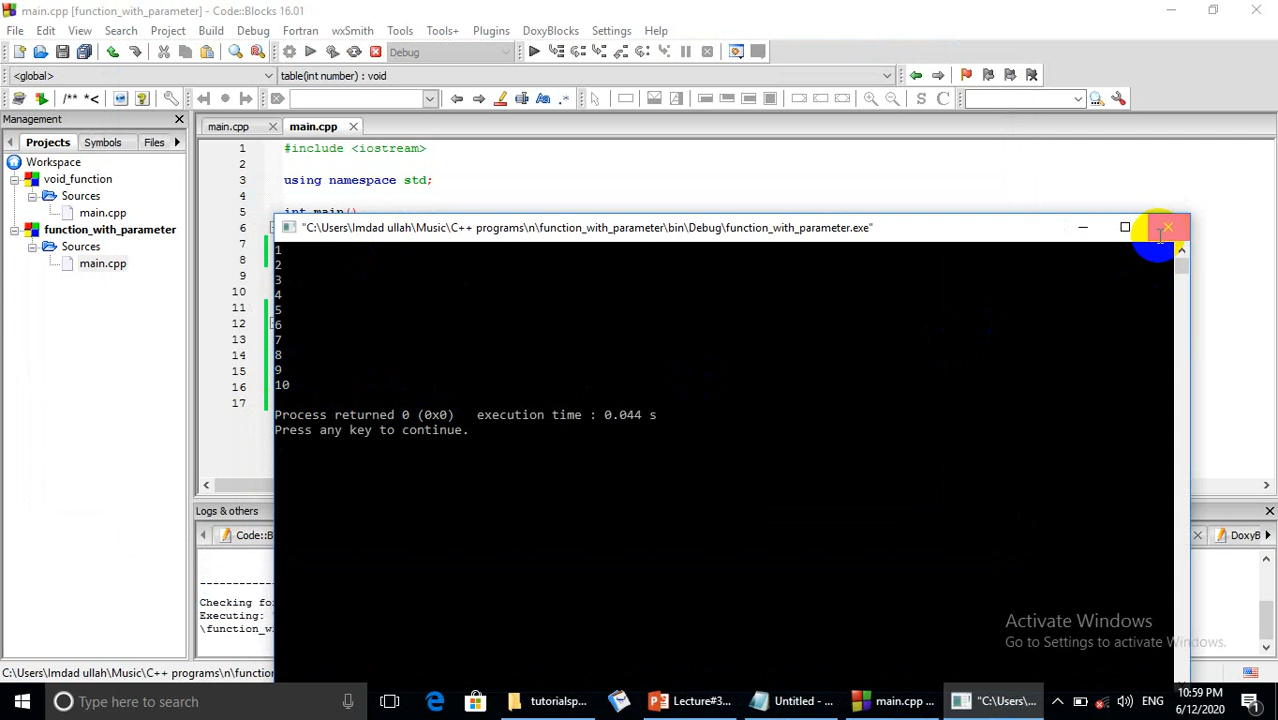 main.cpp [function_with_parameter] - Code::Blocks 16.01
File Edit View Search Project Build Debug Fortran wxSmith Tools Tools+ Plugins DoxyBlocks Settings Help
Debug
<global> table(int number) : void
/** *< S C
Management
Projects Symbols Files
Workspace
void_function
Sources
main.cpp
function_with_parameter
Sources
main.cpp
main.cpp main.cpp
1 #include <iostream>
2
3 using namespace std;
4
5 int main()
6
7
8
9
10
11
12
13
14
15
16
17
"C:\Users\Imdad ullah\Music\C++ programs\n\function_with_parameter\bin\Debug\function_with_parameter.exe"
1
2
3
4
5
6
7
8
9
10
Process returned 0 (0x0) execution time : 0.044 s
Press any key to continue.
Logs & others
Code::B DoxyB
Checking for
Executing:
\function_w
Activate Windows
Go to Settings to activate Windows.
C:\Users\Imdad ullah\Music\C++ programs\n\function
Type here to search
tutorialsp...
Lecture#3...
Untitled - ...
main.cpp ...
"C:\Users\...
ENG
10:59 PM
6/12/2020
1